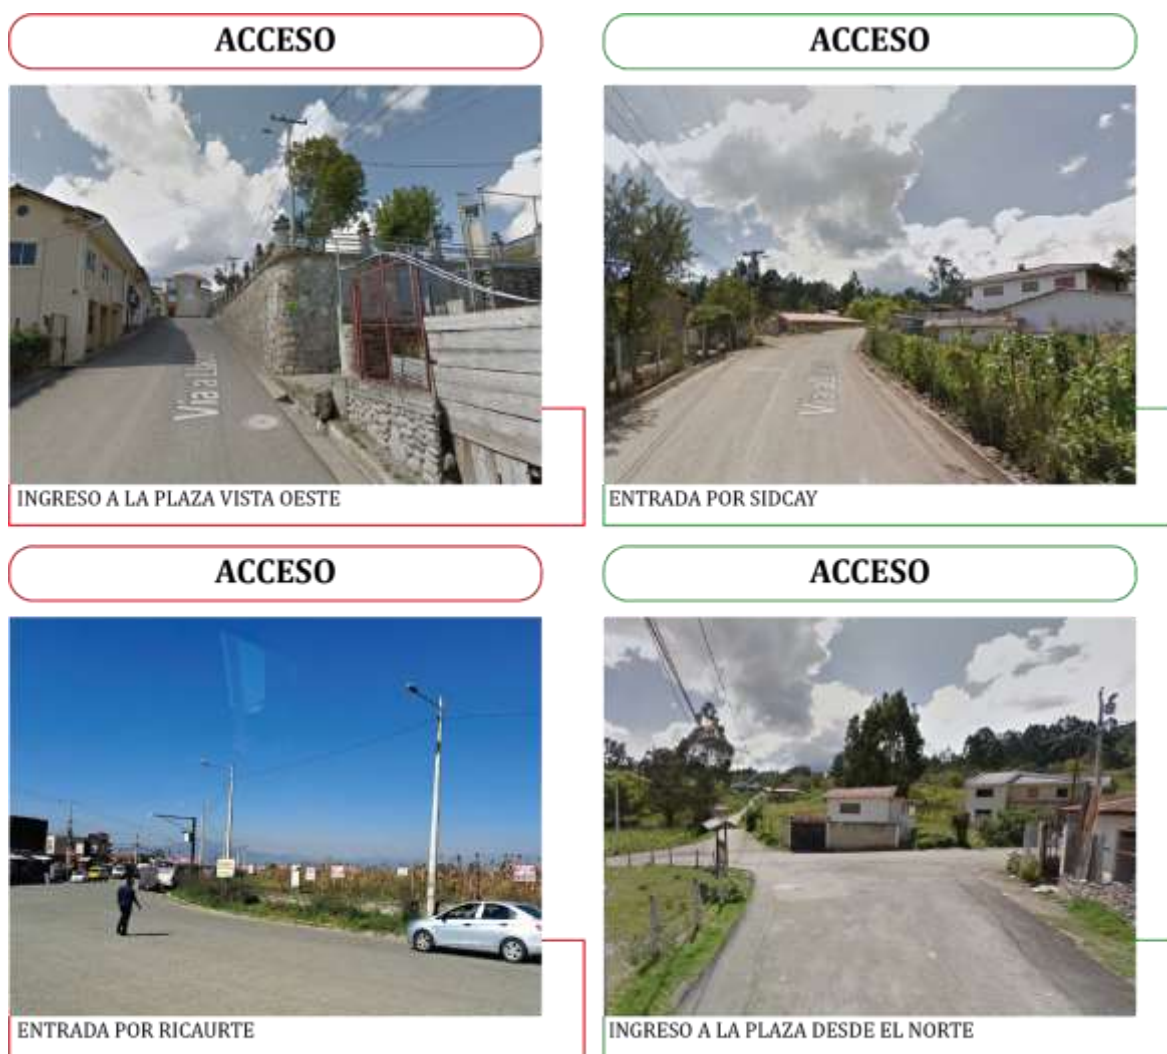 ACCESO
ACCESO
INGRESO A LA PLAZA VISTA OESTE
ENTRADA POR SIDCAY
ACCESO
ACCESO
ENTRADA POR RICAURTE
INGRESO A LA PLAZA DESDE EL NORTE